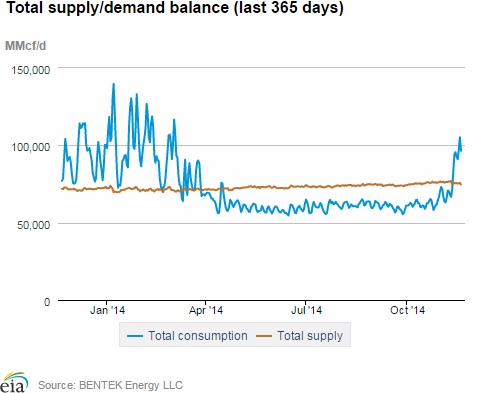 Total supply/demand balance (last 365 days)
MMcf/d
150,000
100,000
50,000
0
Jan '14 Apr '14 Jul '14 Oct '14
Total consumption Total supply
eia Source: BENTEK Energy LLC